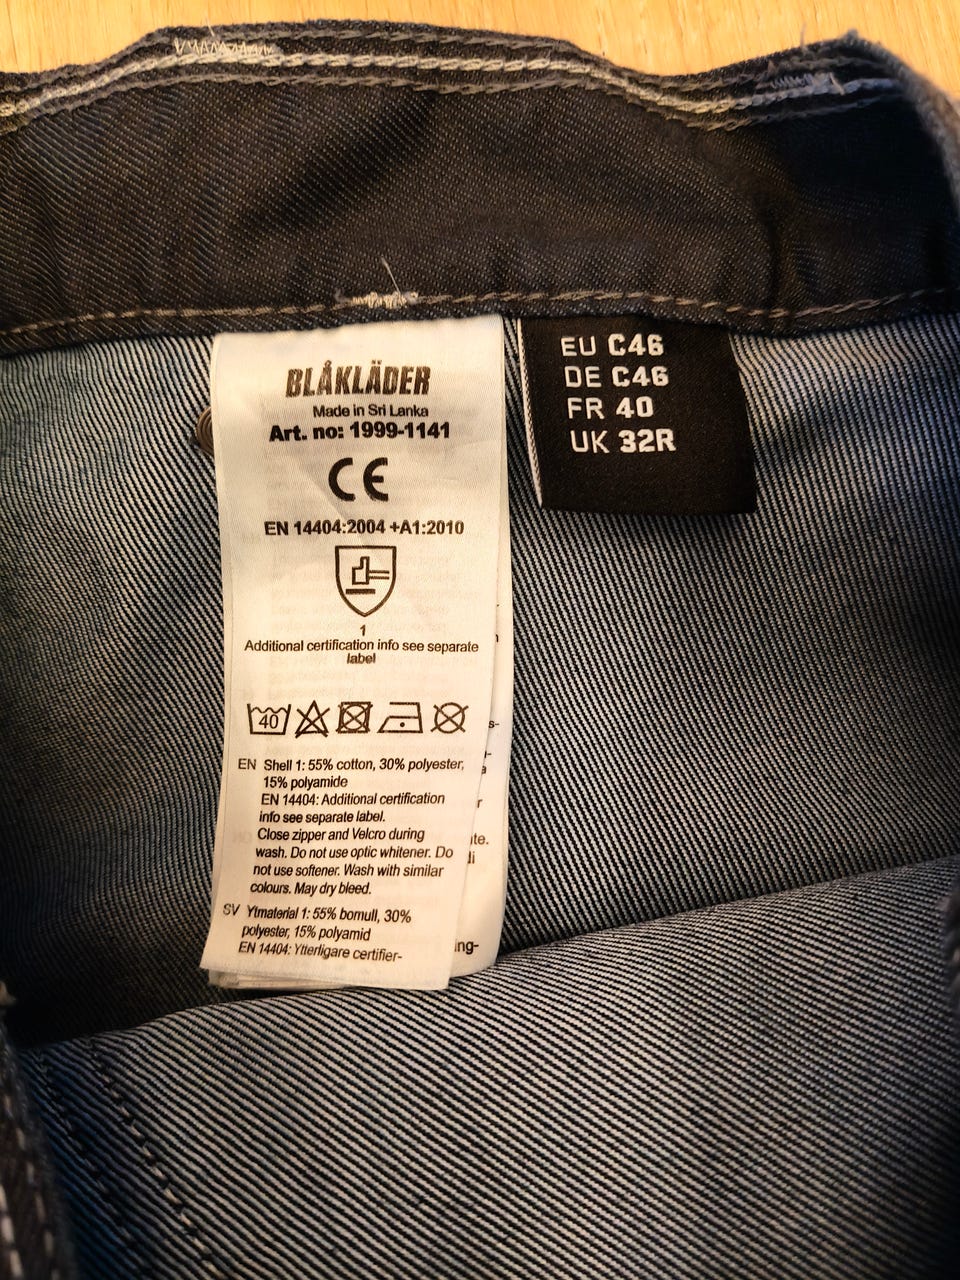 BLÅKLÄDER
Made in Sri Lanka
Art. no: 1999-1141
CE
EN 14404:2004 +A1:2010
1
Additional certification info see separate
label
40
EN Shell 1: 55% cotton, 30% polyester,
15% polyamide
EN 14404: Additional certification
info see separate label.
Close zipper and Velcro during
wash. Do not use optic whitener. Do
not use softener. Wash with similar
colours. May dry bleed.
SV Ytmaterial 1: 55% bomull, 30%
polyester, 15% polyamid
EN 14404: Ytterligare certifier-
EU C46
DE C46
FR 40
UK 32R